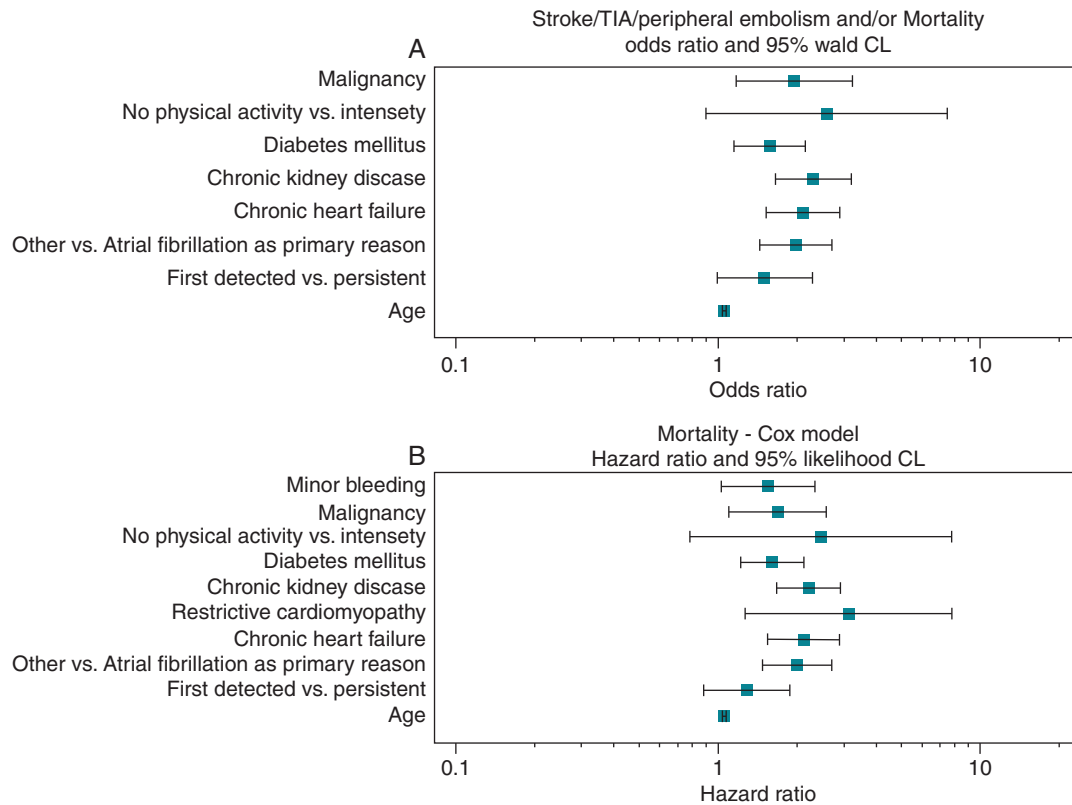 Stroke/TIA/peripheral embolism and/or Mortality
odds ratio and 95% wald CL
A
Malignancy
No physical activity vs. intensety
Diabetes mellitus
Chronic kidney discase
Chronic heart failure
Other vs. Atrial fibrillation as primary reason
First detected vs. persistent
Age
0.1 1 10
Odds ratio
Mortality - Cox model
Hazard ratio and 95% likelihood CL
B
Minor bleeding
Malignancy
No physical activity vs. intensety
Diabetes mellitus
Chronic kidney discase
Restrictive cardiomyopathy
Chronic heart failure
Other vs. Atrial fibrillation as primary reason
First detected vs. persistent
Age
0.1 1 10
Hazard ratio